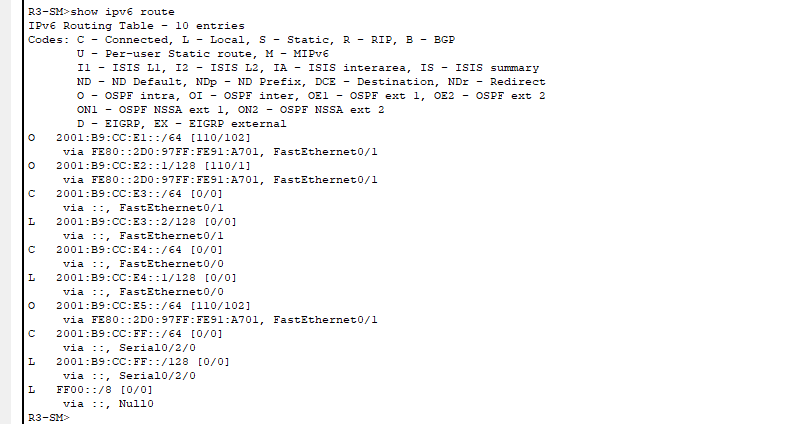 R3-SM>show ipv6 route
IPv6 Routing Table - 10 entries
Codes: C - Connected, L - Local, S - Static, R - RIP, B - BGP
U - Per-user Static route, M - MIPv6
I1 - ISIS L1, I2 - ISIS L2, IA - ISIS interarea, IS - ISIS summary
ND - ND Default, NDp - ND Prefix, DCE - Destination, NDr - Redirect
O - OSPF intra, OI - OSPF inter, OE1 - OSPF ext 1, OE2 - OSPF ext 2
ON1 - OSPF NSSA ext 1, ON2 - OSPF NSSA ext 2
D - EIGRP, EX - EIGRP external
O 2001:B9:CC:E1::/64 [110/102]
via FE80::2D0:97FF:FE91:A701, FastEthernet0/1
O 2001:B9:CC:E2::1/128 [110/1]
via FE80::2D0:97FF:FE91:A701, FastEthernet0/1
C 2001:B9:CC:E3::/64 [0/0]
via ::, FastEthernet0/1
L 2001:B9:CC:E3::2/128 [0/0]
via ::, FastEthernet0/1
C 2001:B9:CC:E4::/64 [0/0]
via ::, FastEthernet0/0
L 2001:B9:CC:E4::1/128 [0/0]
via ::, FastEthernet0/0
O 2001:B9:CC:E5::/64 [110/102]
via FE80::2D0:97FF:FE91:A701, FastEthernet0/1
C 2001:B9:CC:FF::/64 [0/0]
via ::, Serial0/2/0
L 2001:B9:CC:FF::/128 [0/0]
via ::, Serial0/2/0
L FF00::/8 [0/0]
via ::, Null0
R3-SM>